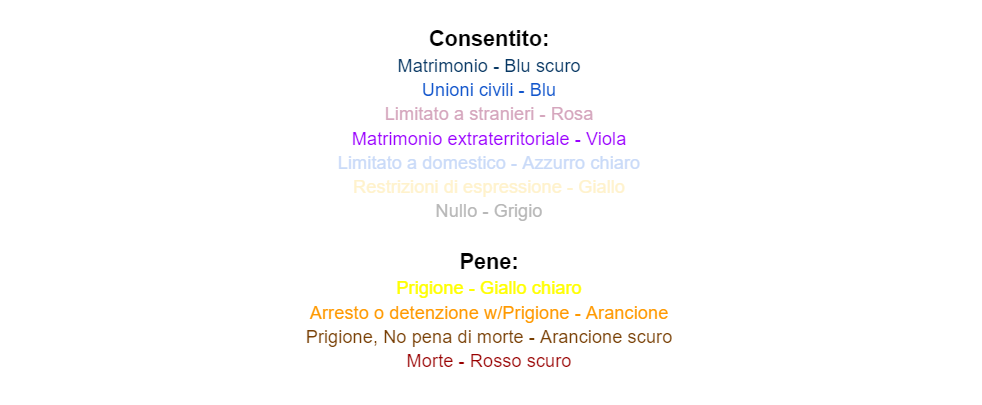 Consentito:
Matrimonio - Blu scuro
Unioni civili - Blu
Limitato a stranieri - Rosa
Matrimonio extraterritoriale - Viola
Limitato a domestico - Azzurro chiaro
Restrizioni di espressione - Giallo
Nullo - Grigio
Pene:
Prigione - Giallo chiaro
Arresto o detenzione w/Prigione - Arancione
Prigione, No pena di morte - Arancione scuro
Morte - Rosso scuro